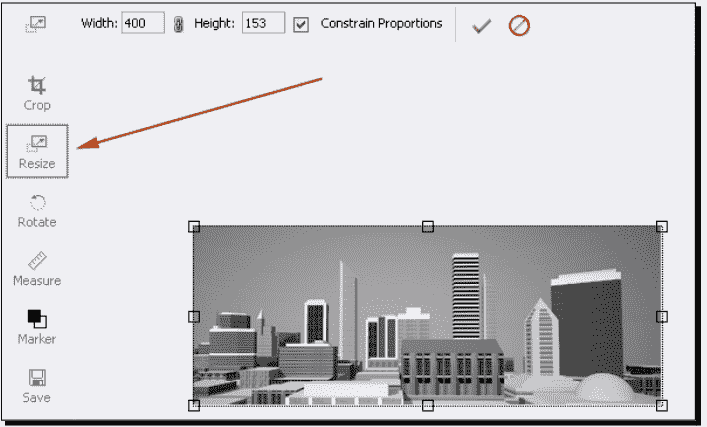 Width: 400 Height: 153 Constrain Proportions
Crop
Resize
Rotate
Measure
Marker
Save